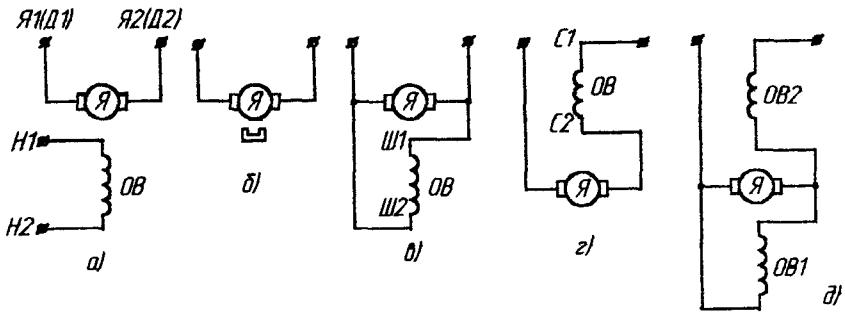 Я1(Д1) Я2(Д2)
Я
Н1
ОВ
Н2
а)
Я
б)
Я
Ш1
ОВ
Ш2
в)
С1
ОВ
С2
Я
г)
ОВ2
Я
ОВ1
д)